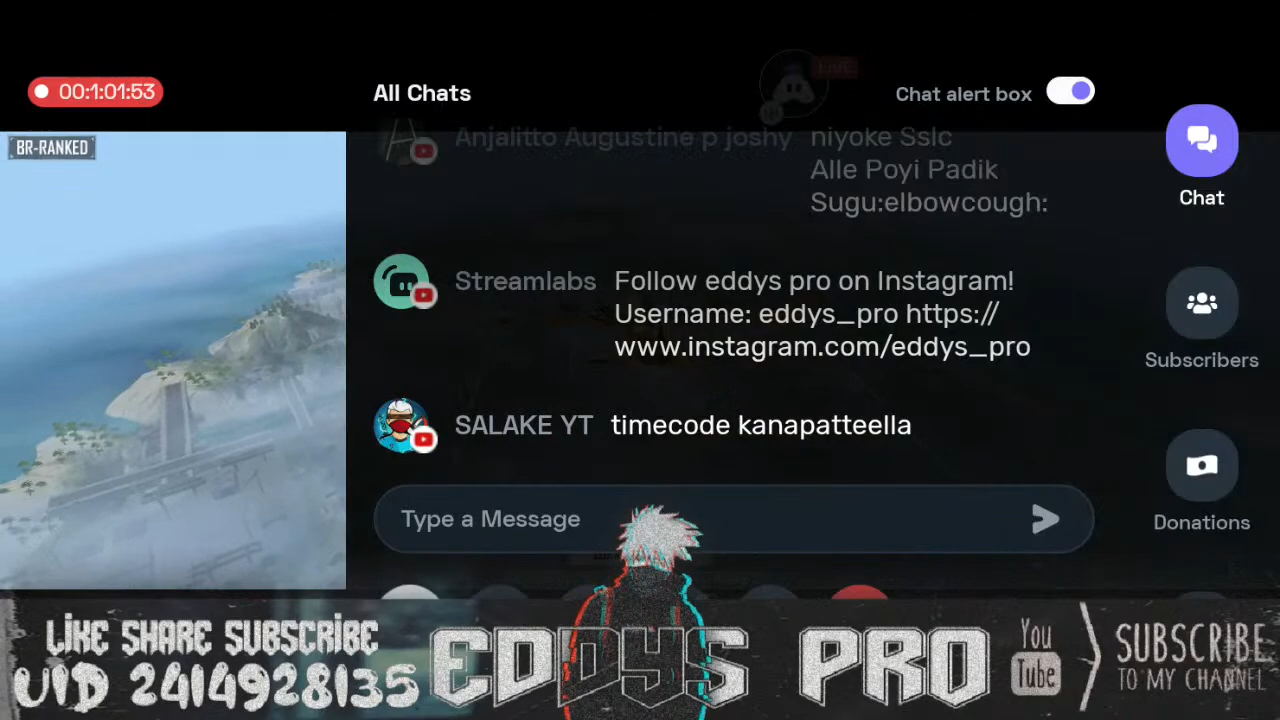 00:1:01:53
All Chats
LIVE
Chat alert box
BR-RANKED
Anjalitto Augustine p joshy
niyoke Sslc
Alle Poyi Padik
Sugu:elbowcough:
Chat
Streamlabs
Follow eddys pro on Instagram!
Username: eddys_pro https://
www.instagram.com/eddys_pro
Subscribers
SALAKE YT
timecode kanapatteella
Type a Message
Donations
LIKE SHARE SUBSCRIBE
UID 2414928135
EDDYS PRO
You
Tube
SUBSCRIBE
TO MY CHANNEL